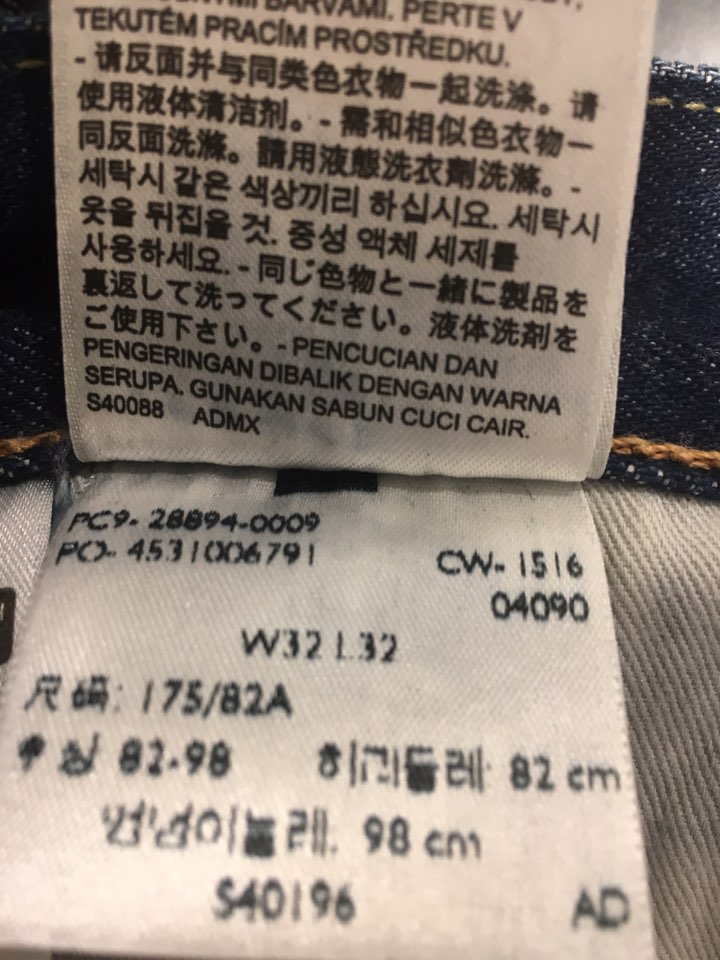 BARVAMI. PERTE V
TEKUTÉM PRACÍM PROSTŘEDKU.
- 请反面并与同类色衣物一起洗涤。请
使用液体清洁剂。- 需和相似色衣物一
同反面洗滌。請用液態洗衣劑洗滌。-
세탁시 같은 색상끼리 하십시요. 세탁시
옷을 뒤집을 것. 중성 액체 세제를
사용하세요. - 同じ色物と一緒に製品を
裏返して洗ってください。液体洗剤を
ご使用下さい。- PENCUCIAN DAN
PENGERINGAN DIBALIK DENGAN WARNA
SERUPA. GUNAKAN SABUN CUCI CAIR.
S40088 ADMX
PC9- 28894-0009
PO- 4531006791 CW- 1516
04090
W32 L32
尺码: 175/82A
82-98 허리둘레 82 cm
엉덩이둘레. 98 cm
S40196 AD